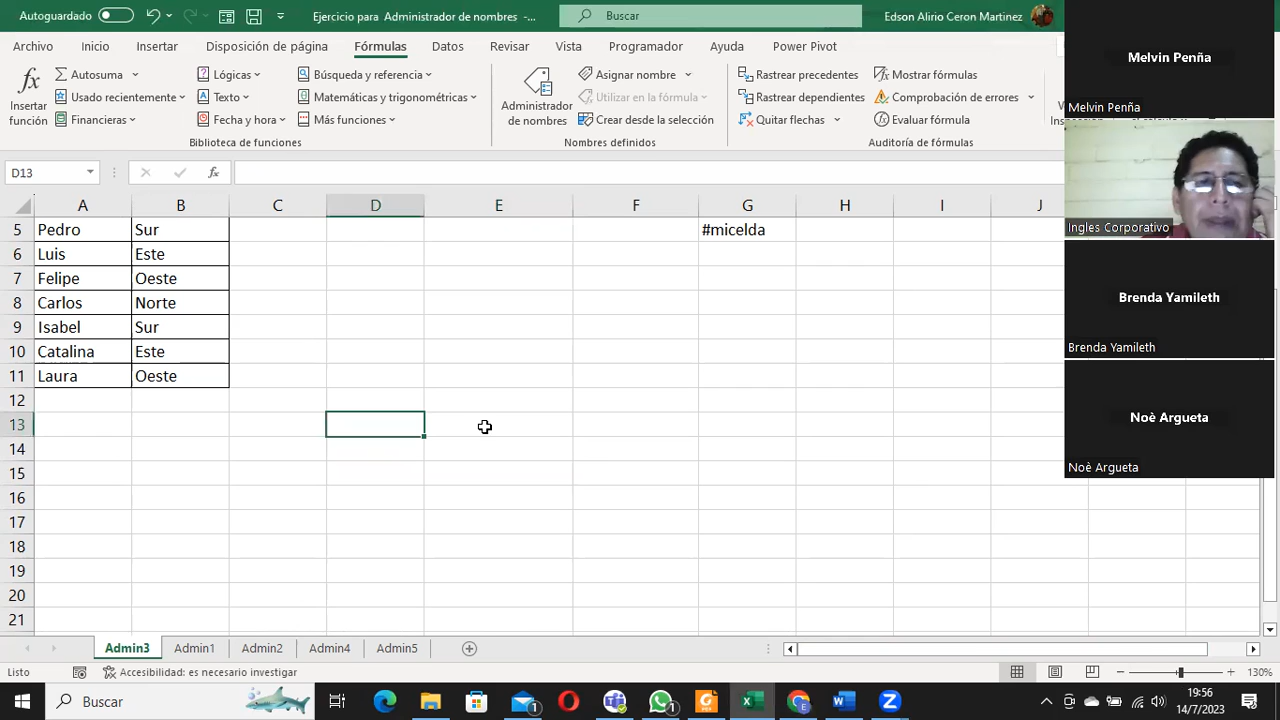 Autoguardado
Ejercicio para Administrador de nombres -...
Buscar
Edson Alirio Ceron Martinez
Archivo Inicio Insertar Disposición de página Fórmulas Datos Revisar Vista Programador Ayuda Power Pivot
Insertar función
Autosuma
Usado recientemente
Financieras
Lógicas
Texto
Fecha y hora
Búsqueda y referencia
Matemáticas y trigonométricas
Más funciones
Biblioteca de funciones
Administrador de nombres
Asignar nombre
Utilizar en la fórmula
Crear desde la selección
Nombres definidos
Rastrear precedentes
Rastrear dependientes
Quitar flechas
Mostrar fórmulas
Comprobación de errores
Evaluar fórmula
Auditoría de fórmulas
D13
fx
A B C D E F G H I J
5 Pedro Sur #micelda
6 Luis Este
7 Felipe Oeste
8 Carlos Norte
9 Isabel Sur
10 Catalina Este
11 Laura Oeste
12
13
14
15
16
17
18
19
20
21
Admin3 Admin1 Admin2 Admin4 Admin5
Listo
Accesibilidad: es necesario investigar
130%
Buscar
19:56
14/7/2023
Melvin Penña
Melvin Penña
Ingles Corporativo
Brenda Yamileth
Brenda Yamileth
Noè Argueta
Noè Argueta